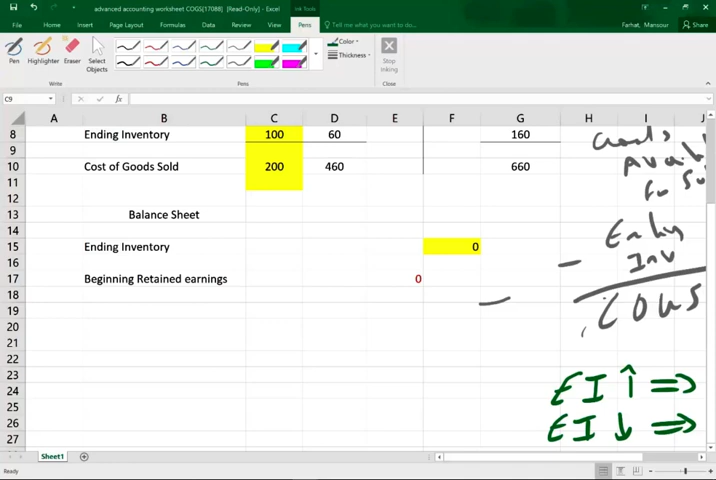 advanced accounting worksheet COGS[17088] [Read-Only] - Excel
Ink Tools
Farhat, Mansour
File Home Insert Page Layout Formulas Data Review View Pens Tell me what you want to do... Share
Pen Highlighter Eraser Select Objects Color Thickness Stop Inking
Write Pens Close
C9 fx
A B C D E F G H I J
8 Ending Inventory 100 60 160
9
10 Cost of Goods Sold 200 460 660
11
12
13 Balance Sheet
14
15 Ending Inventory 0
16
17 Beginning Retained earnings 0
18
19
20
21
22
23
24
25
26
27
Goods
Avail
For
Ending
- Inv
- COGS
EI ↑ ⇒
EI ↓ ⇒
Sheet1
Ready